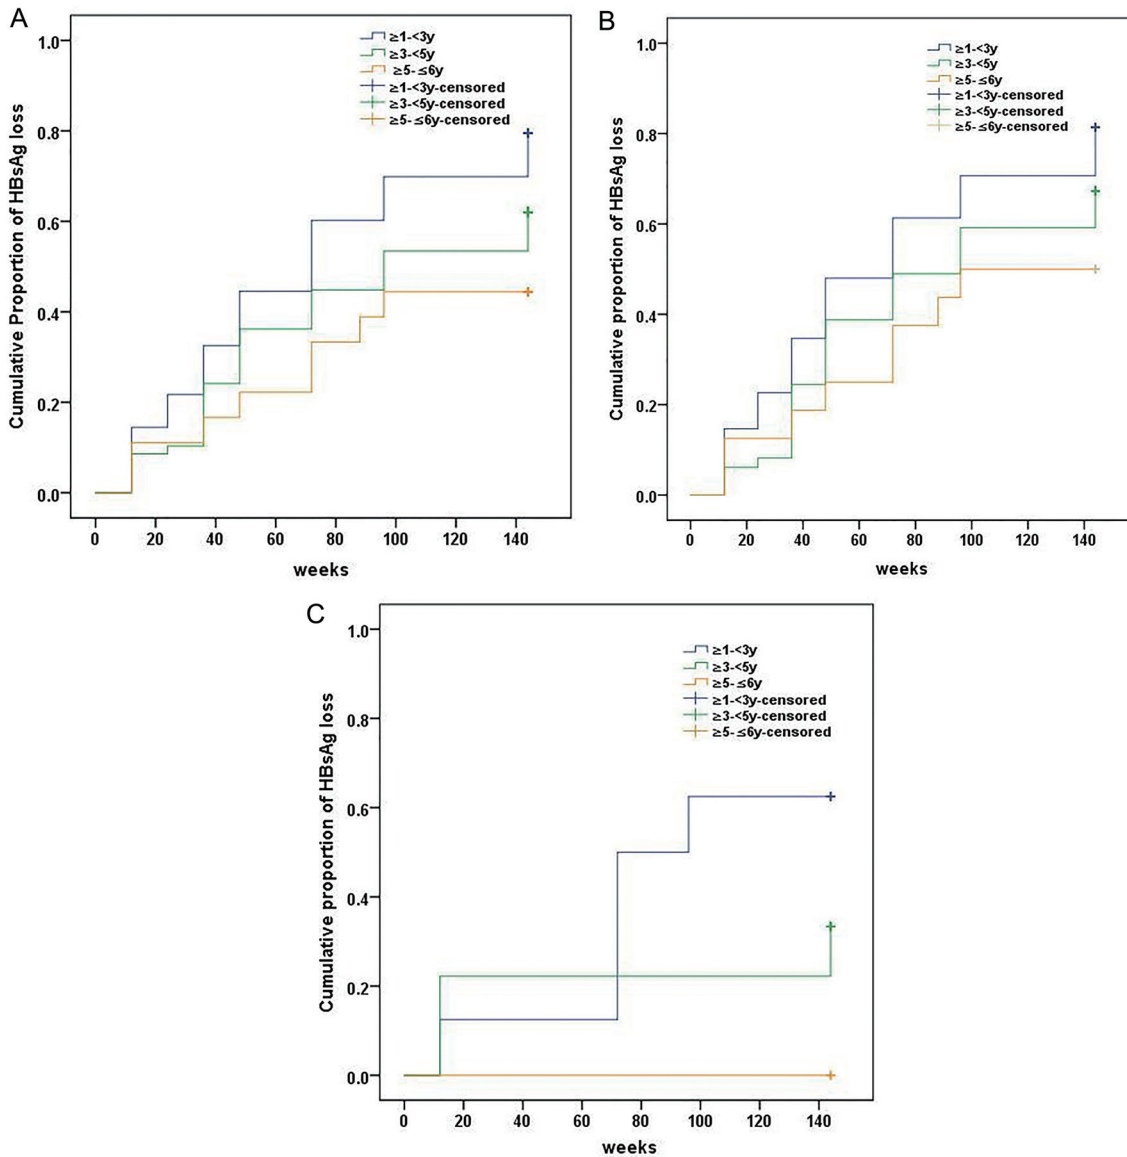 A
Cumulative Proportion of HBsAg loss
1.0
0.8
0.6
0.4
0.2
0.0
≥1-<3y
≥3-<5y
≥5-≤6y
≥1-<3y-censored
≥3-<5y-censored
≥5-≤6y-censored
0 20 40 60 80 100 120 140
weeks
B
Cumulative proportion of HBsAg loss
1.0
0.8
0.6
0.4
0.2
0.0
≥1-<3y
≥3-<5y
≥5-≤6y
≥1-<3y-censored
≥3-<5y-censored
≥5-≤6y-censored
0 20 40 60 80 100 120 140
weeks
C
Cumulative proportion of HBsAg loss
1.0
0.8
0.6
0.4
0.2
0.0
≥1-<3y
≥3-<5y
≥5-≤6y
≥1-<3y-censored
≥3-<5y-censored
≥5-≤6y-censored
0 20 40 60 80 100 120 140
weeks